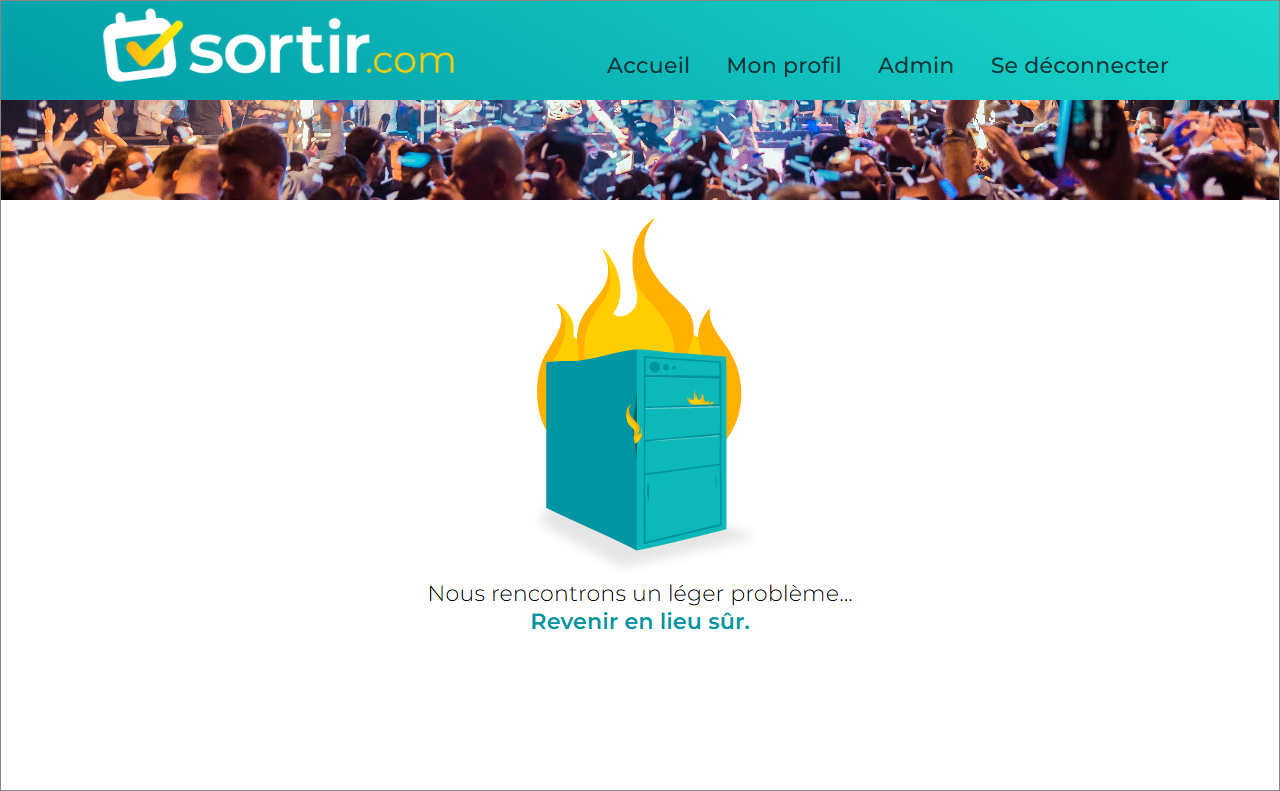 sortir.com
Accueil Mon profil Admin Se déconnecter
Nous rencontrons un léger problème...
Revenir en lieu sûr.